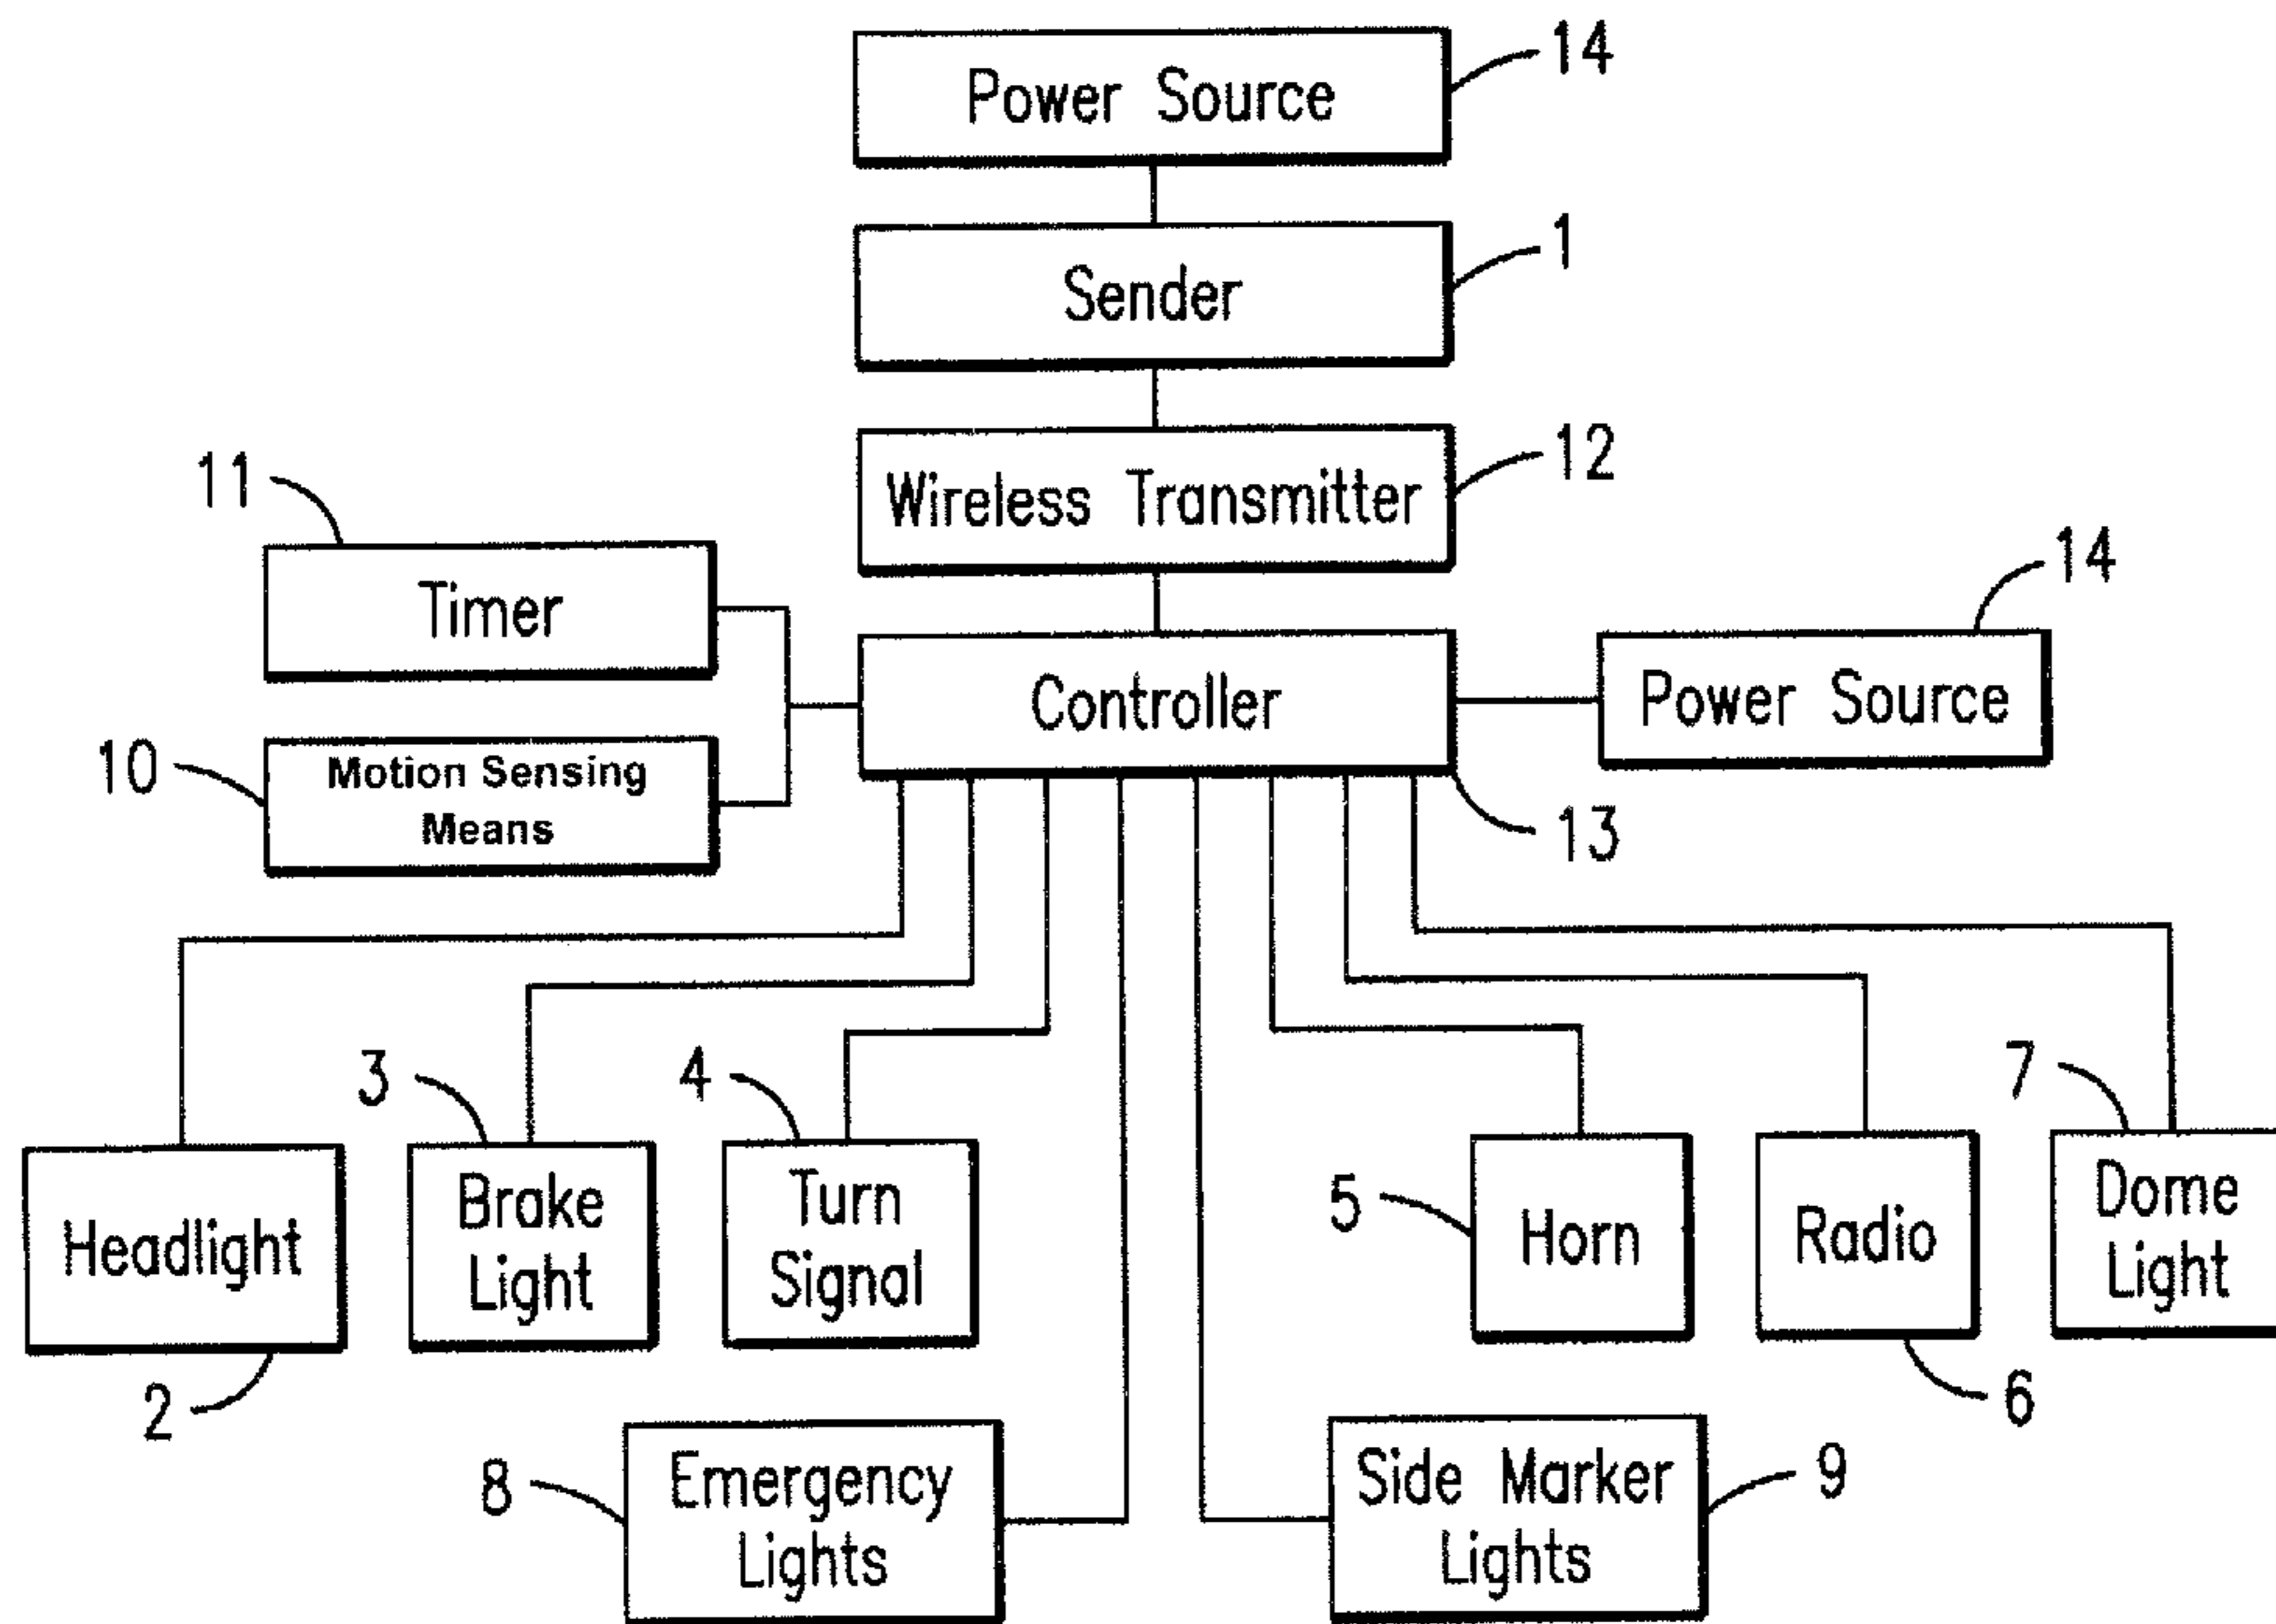 14
Power Source
1
Sender
12
Wireless Transmitter
11
Timer
14
Controller
Power Source
10
Motion Sensing
Means
13
3
4
7
Headlight
Brake
Light
Turn
Signal
5
Horn
Radio
Dome
Light
2
6
8
Emergency
Lights
Side Marker
Lights
9